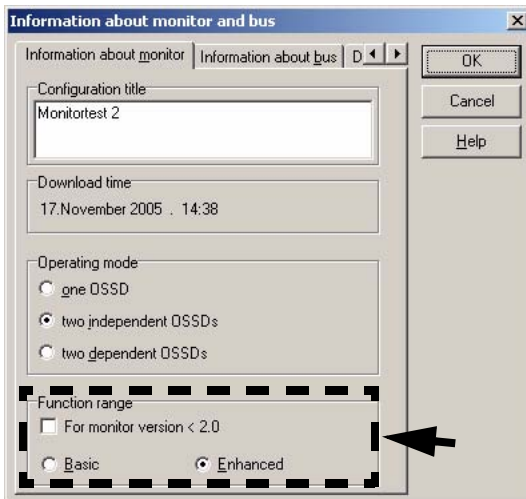 Information about monitor and bus
Information about monitor Information about bus D
OK
Cancel
Help
Configuration title
Monitortest 2
Download time
17.November 2005 . 14:38
Operating mode
one OSSD
two independent OSSDs
two dependent OSSDs
Function range
For monitor version < 2.0
Basic Enhanced